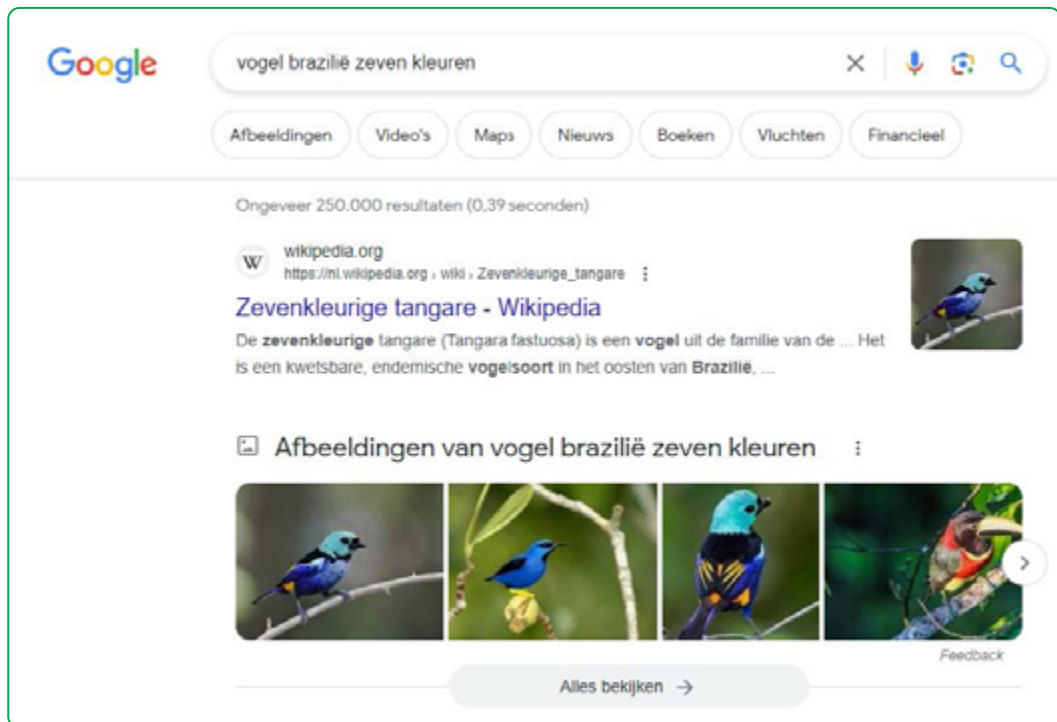 Google
vogel brazilië zeven kleuren
Afbeeldingen Video's Maps Nieuws Boeken Vluchten Financieel
Ongeveer 250.000 resultaten (0,39 seconden)
W
wikipedia.org
https://nl.wikipedia.org › wiki › Zevenkleurige_tangare
Zevenkleurige tangare - Wikipedia
De zevenkleurige tangare (Tangara fastuosa) is een vogel uit de familie van de ... Het
is een kwetsbare, endemische vogelsoort in het oosten van Brazilië, ...
Afbeeldingen van vogel brazilië zeven kleuren
Feedback
Alles bekijken →